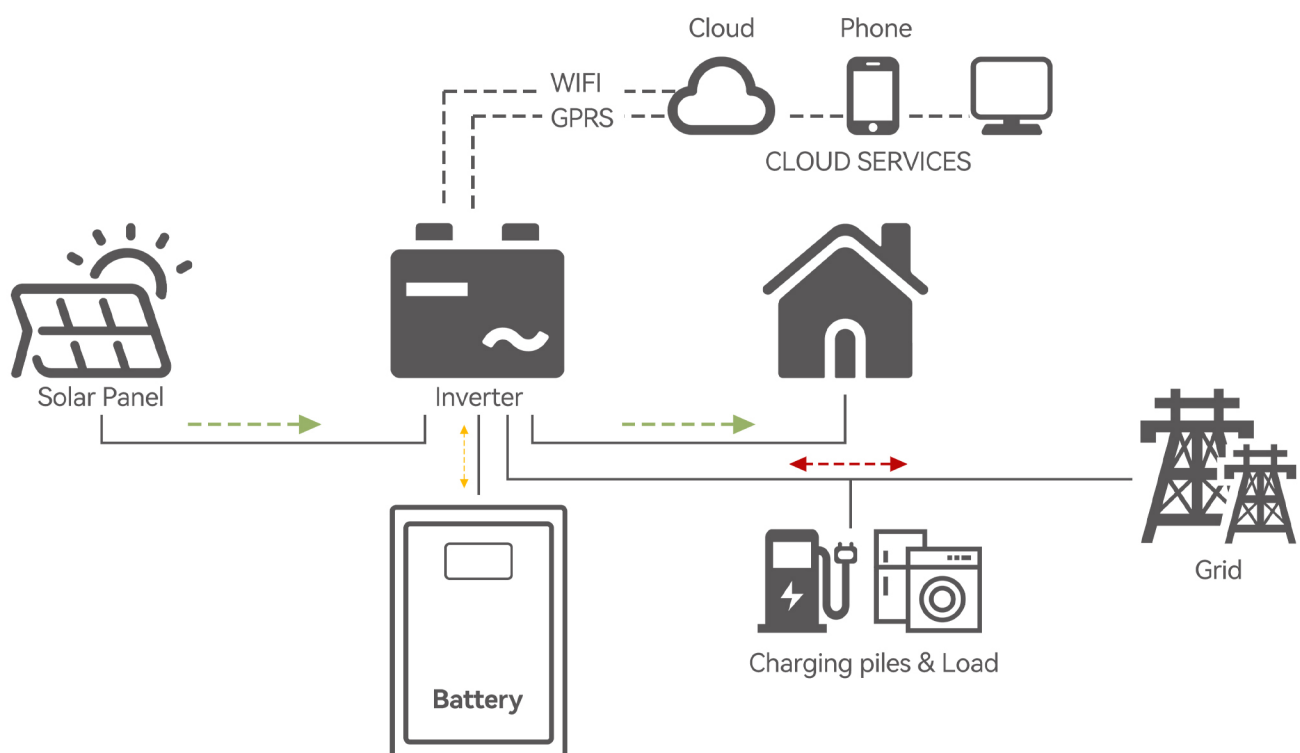 Cloud
Phone
WIFI
GPRS
CLOUD SERVICES
Solar Panel
Inverter
Grid
Charging piles & Load
Battery